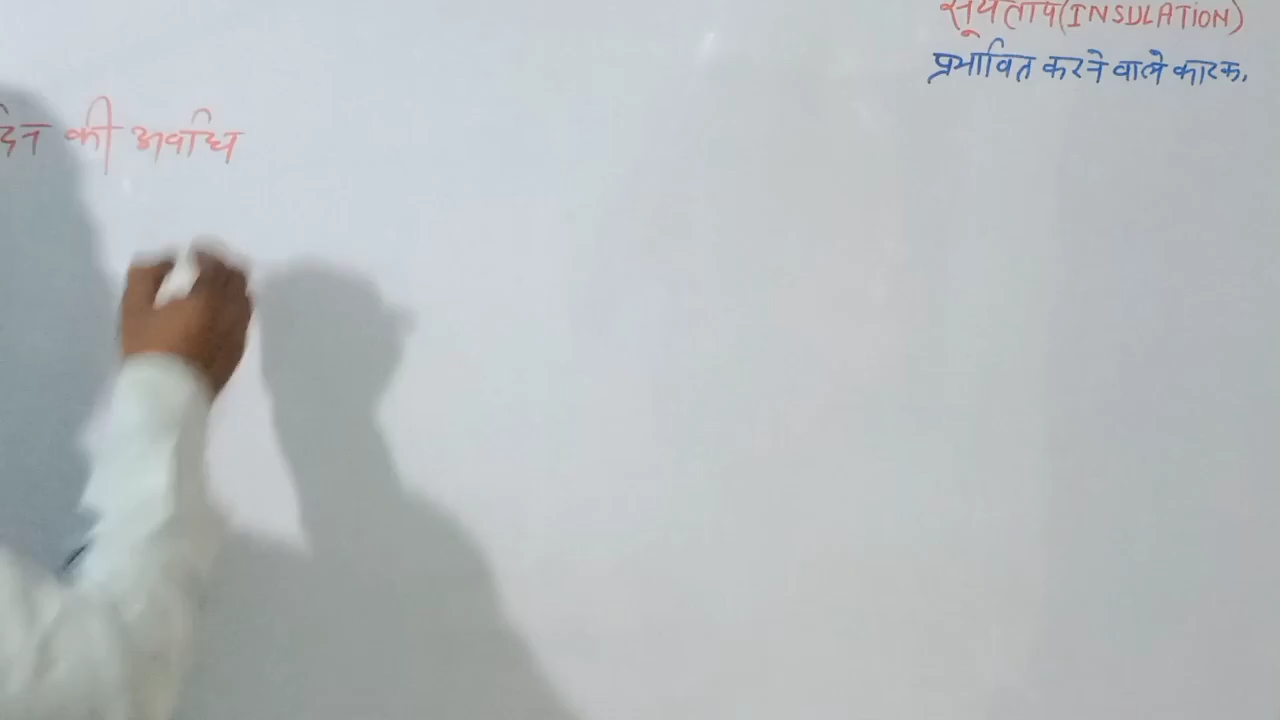 सूर्यताप(INSULATION)
प्रभावित करने वाले कारक.
दिन की अवधि